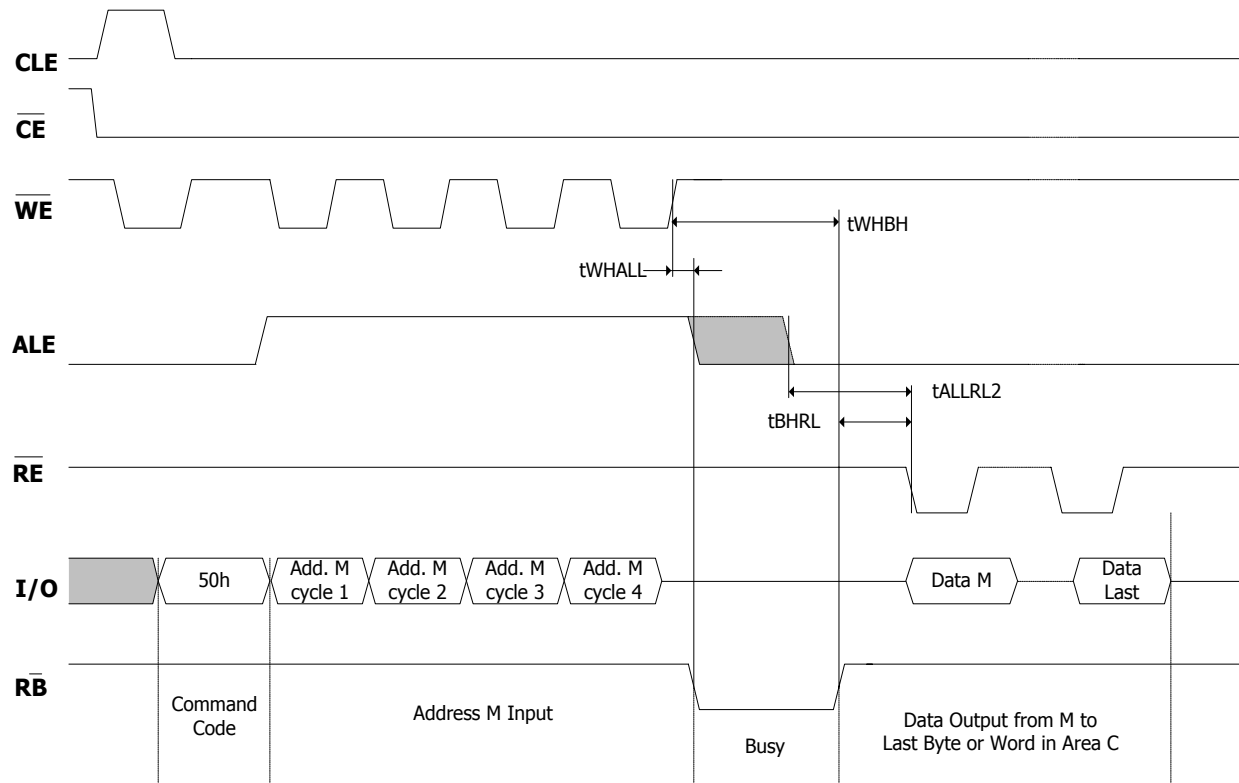 CLE
CE
WE
tWHBH
tWHALL
ALE
tALLRL2
tBHRL
RE
I/O
50h
Add. M
cycle 1
Add. M
cycle 2
Add. M
cycle 3
Add. M
cycle 4
Data M
Data
Last
RB
Command
Code
Address M Input
Busy
Data Output from M to
Last Byte or Word in Area C